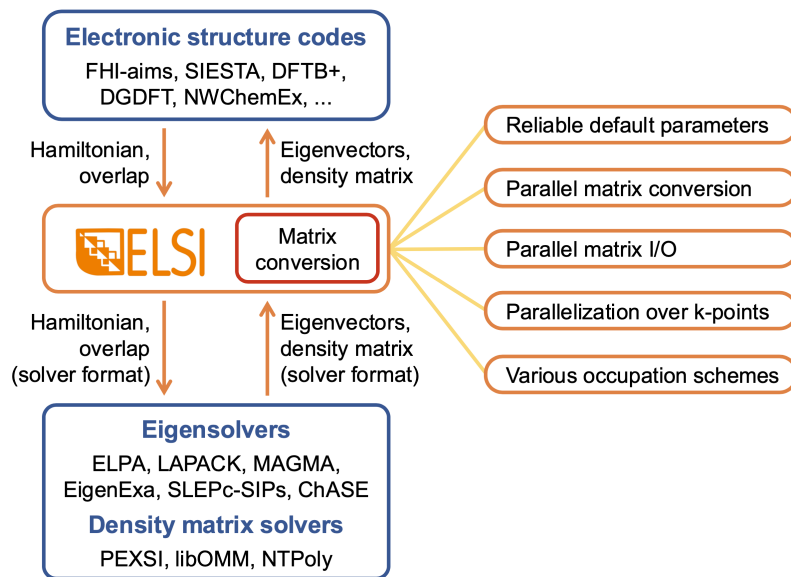 Electronic structure codes
FHI-aims, SIESTA, DFTB+,
DGDFT, NWChemEx, ...
Hamiltonian,
overlap
Eigenvectors,
density matrix
ELSI
Matrix
conversion
Hamiltonian,
overlap
(solver format)
Eigenvectors,
density matrix
(solver format)
Eigensolvers
ELPA, LAPACK, MAGMA,
EigenExa, SLEPc-SIPs, ChASE
Density matrix solvers
PEXSI, libOMM, NTPoly
Reliable default parameters
Parallel matrix conversion
Parallel matrix I/O
Parallelization over k-points
Various occupation schemes